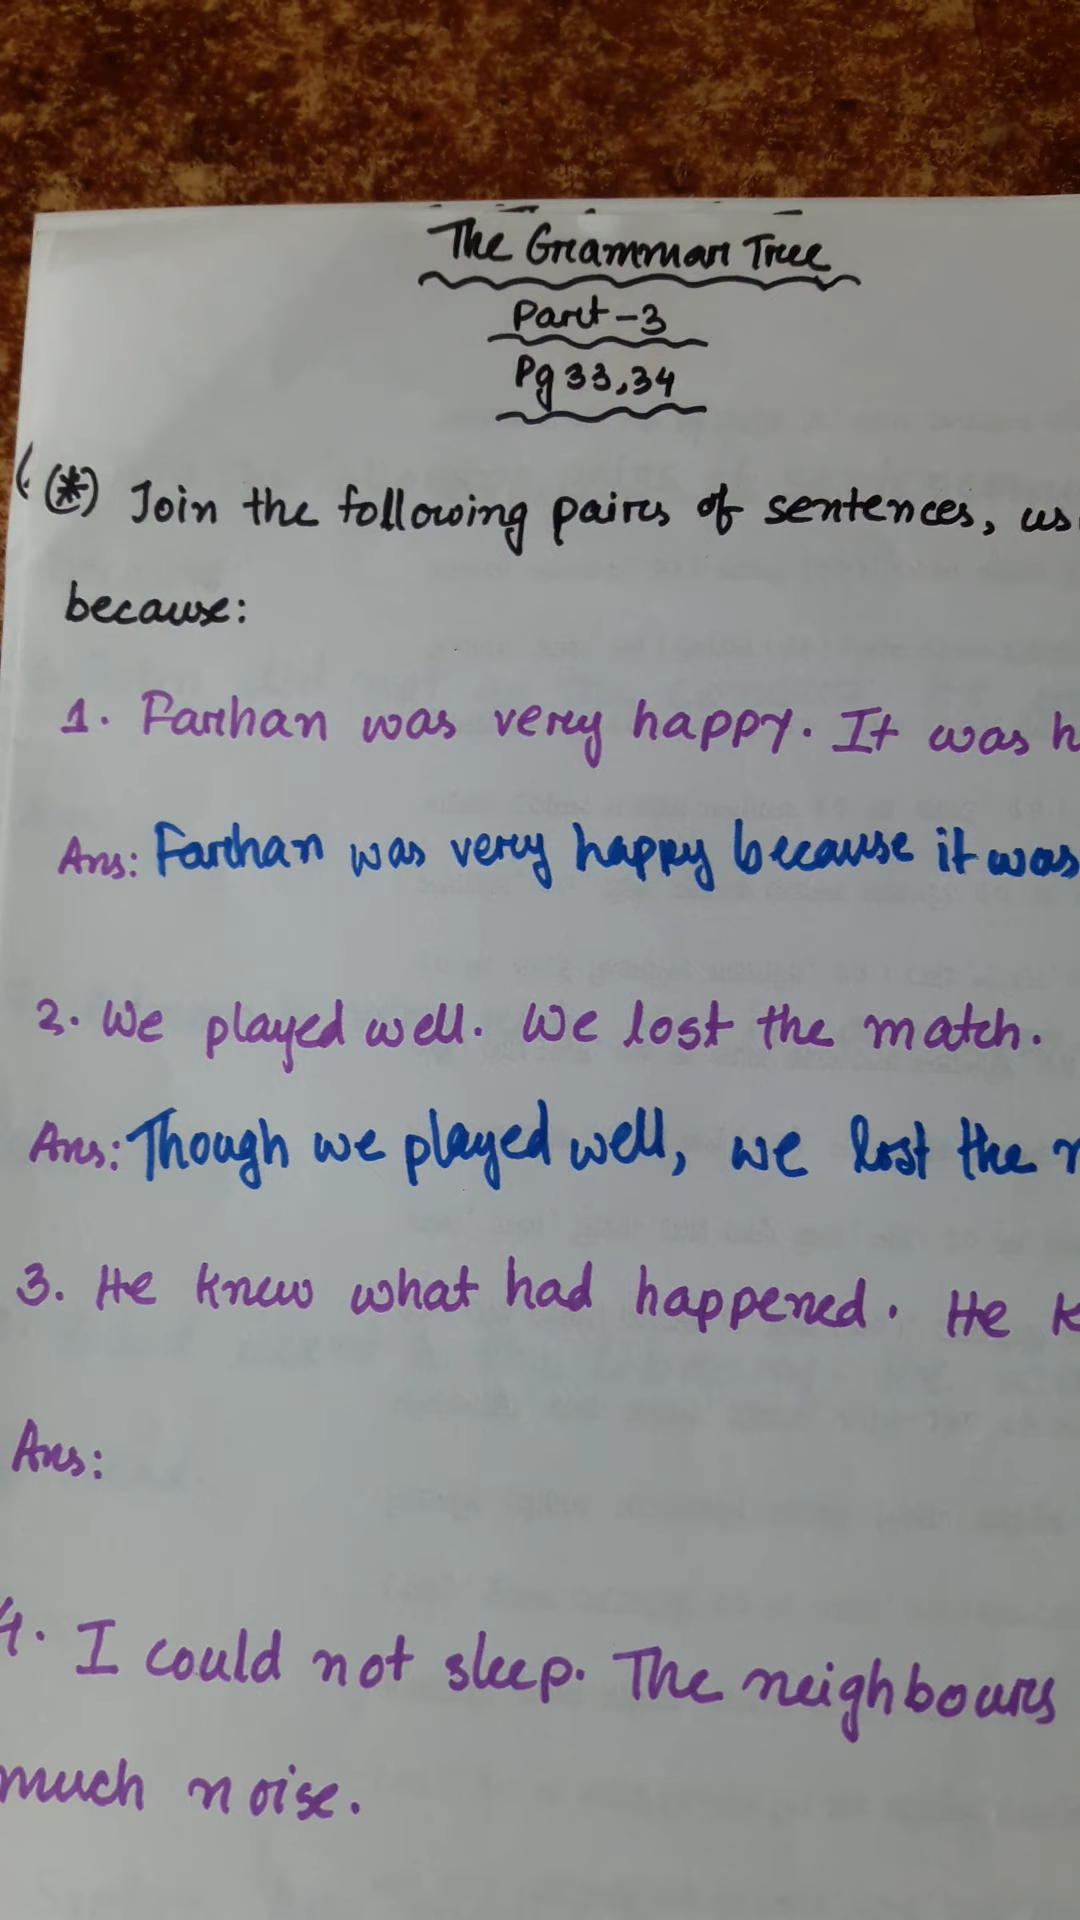 The Grammar Tree
Part-3
Pg 33,34
(*) Join the following pairs of sentences, us
because:
1. Farhan was very happy. It was h
Ans: Farhan was very happy because it was
2. We played well. We lost the match.
Ans: Though we played well, we lost the m
3. He knew what had happened. He k
Ans:
4. I could not sleep. The neighbours
much noise.